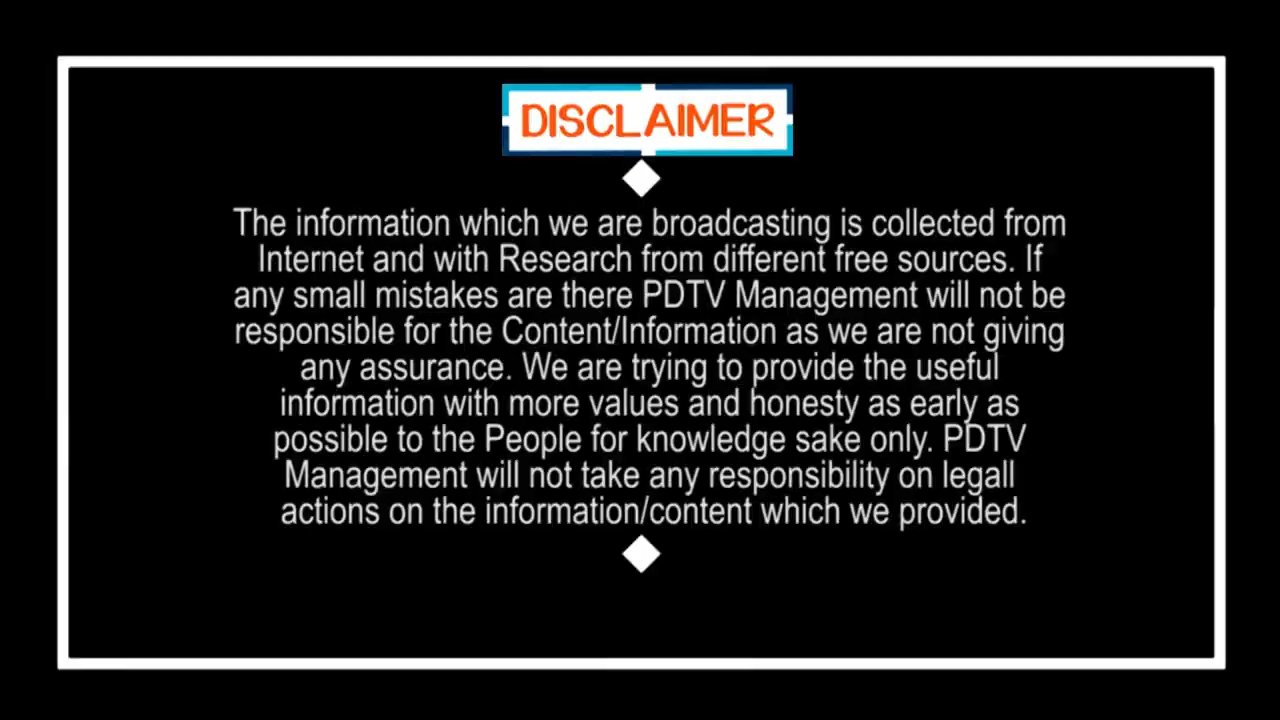 DISCLAIMER
The information which we are broadcasting is collected from
Internet and with Research from different free sources. If
any small mistakes are there PDTV Management will not be
responsible for the Content/Information as we are not giving
any assurance. We are trying to provide the useful
information with more values and honesty as early as
possible to the People for knowledge sake only. PDTV
Management will not take any responsibility on legall
actions on the information/content which we provided.